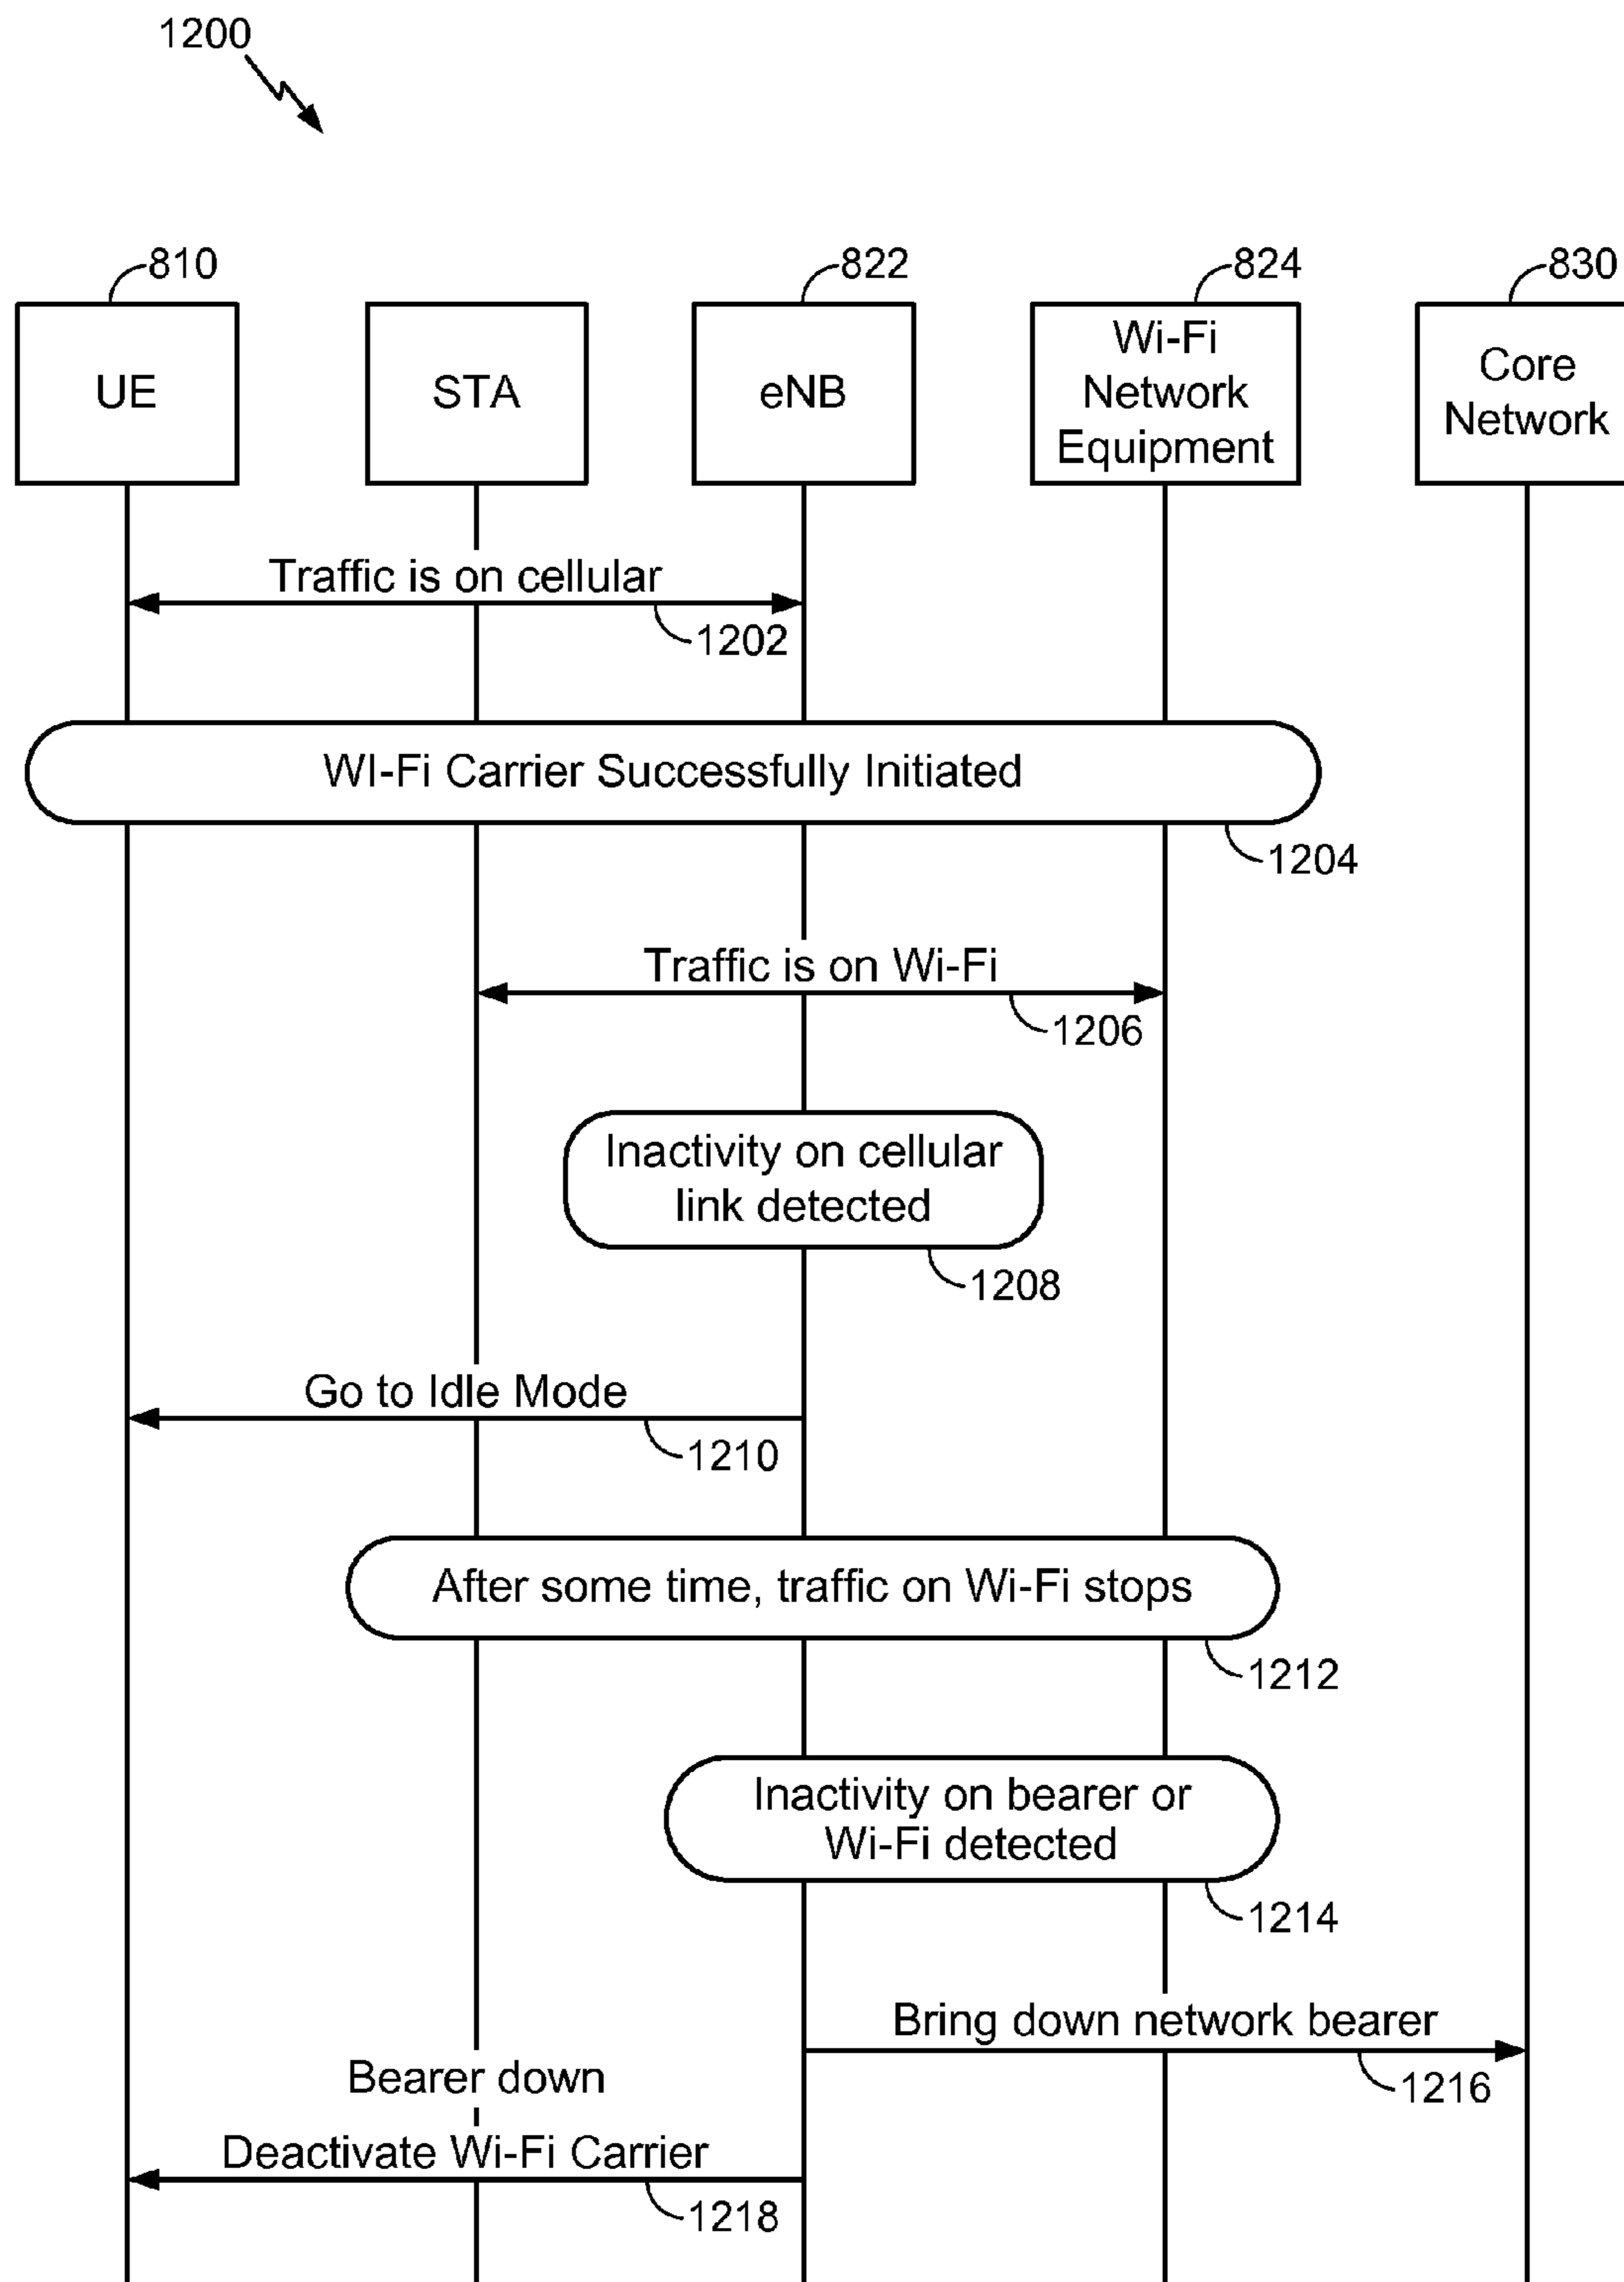 1200
810
822
824
830
UE
STA
eNB
Wi-Fi
Network
Equipment
Core
Network
Traffic is on cellular
1202
WI-Fi Carrier Successfully Initiated
1204
Traffic is on Wi-Fi
1206
Inactivity on cellular
link detected
1208
Go to Idle Mode
1210
After some time, traffic on Wi-Fi stops
1212
Inactivity on bearer or
Wi-Fi detected
1214
Bring down network bearer
1216
Bearer down
Deactivate Wi-Fi Carrier
1218